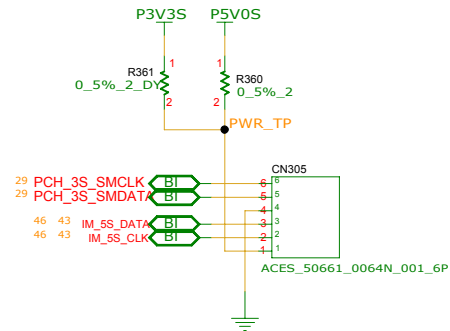 P3V3S P5V0S
1 1
R361 R360
0_5%_2_DY 0_5%_2
2 2
PWR_TP
CN305
29 PCH_3S_SMCLK BI 6 6
29 PCH_3S_SMDATA BI 5 5
4 4
46 43 IM_5S_DATA BI 3 3
46 43 IM_5S_CLK BI 2 2
1 1
ACES_50661_0064N_001_6P